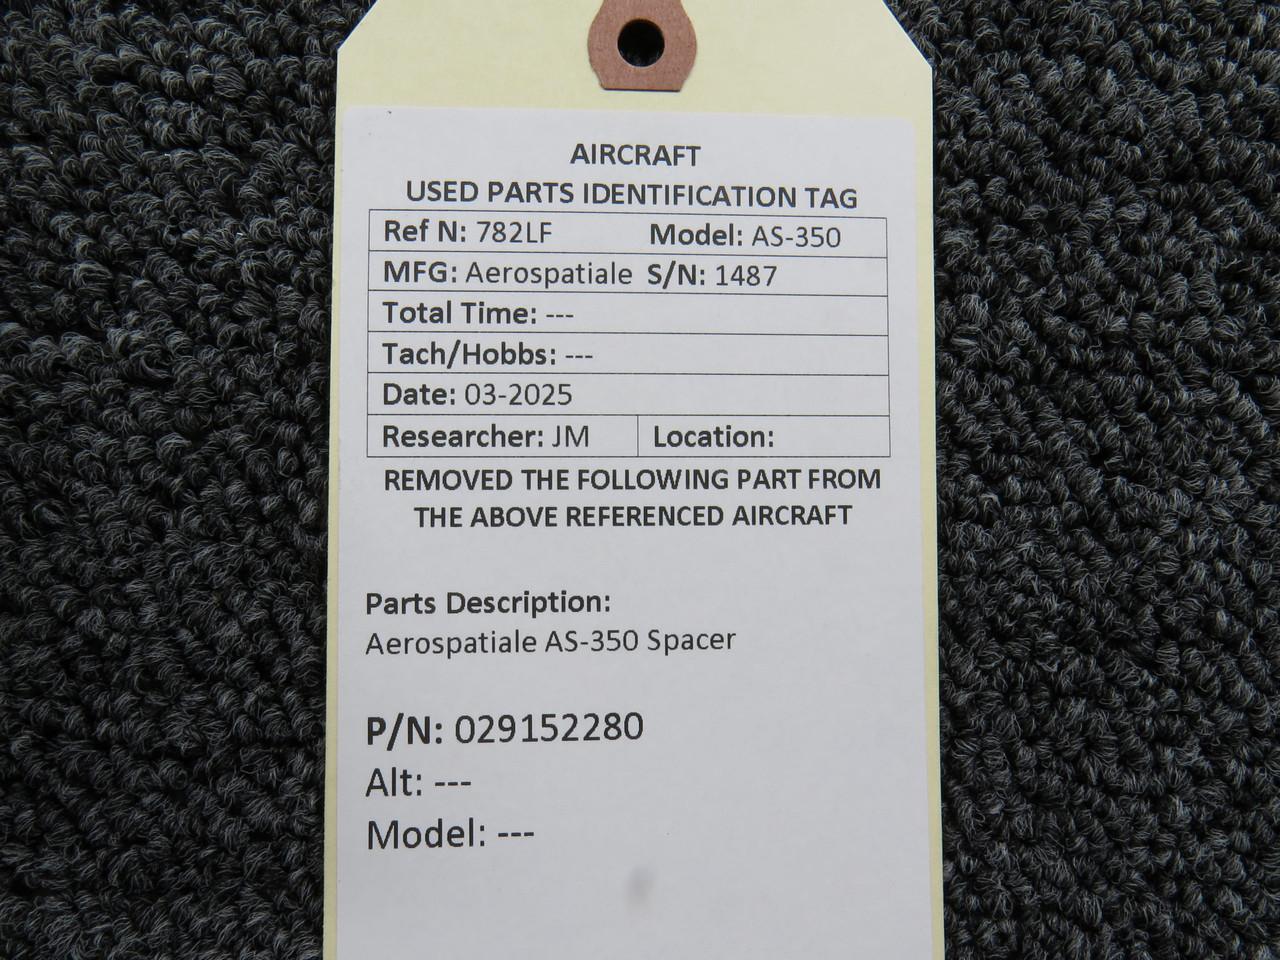 AIRCRAFT
USED PARTS IDENTIFICATION TAG
Ref N: 782LF Model: AS-350
MFG: Aerospatiale S/N: 1487
Total Time: ---
Tach/Hobbs: ---
Date: 03-2025
Researcher: JM Location:
REMOVED THE FOLLOWING PART FROM
THE ABOVE REFERENCED AIRCRAFT
Parts Description:
Aerospatiale AS-350 Spacer
P/N: 029152280
Alt: ---
Model: ---